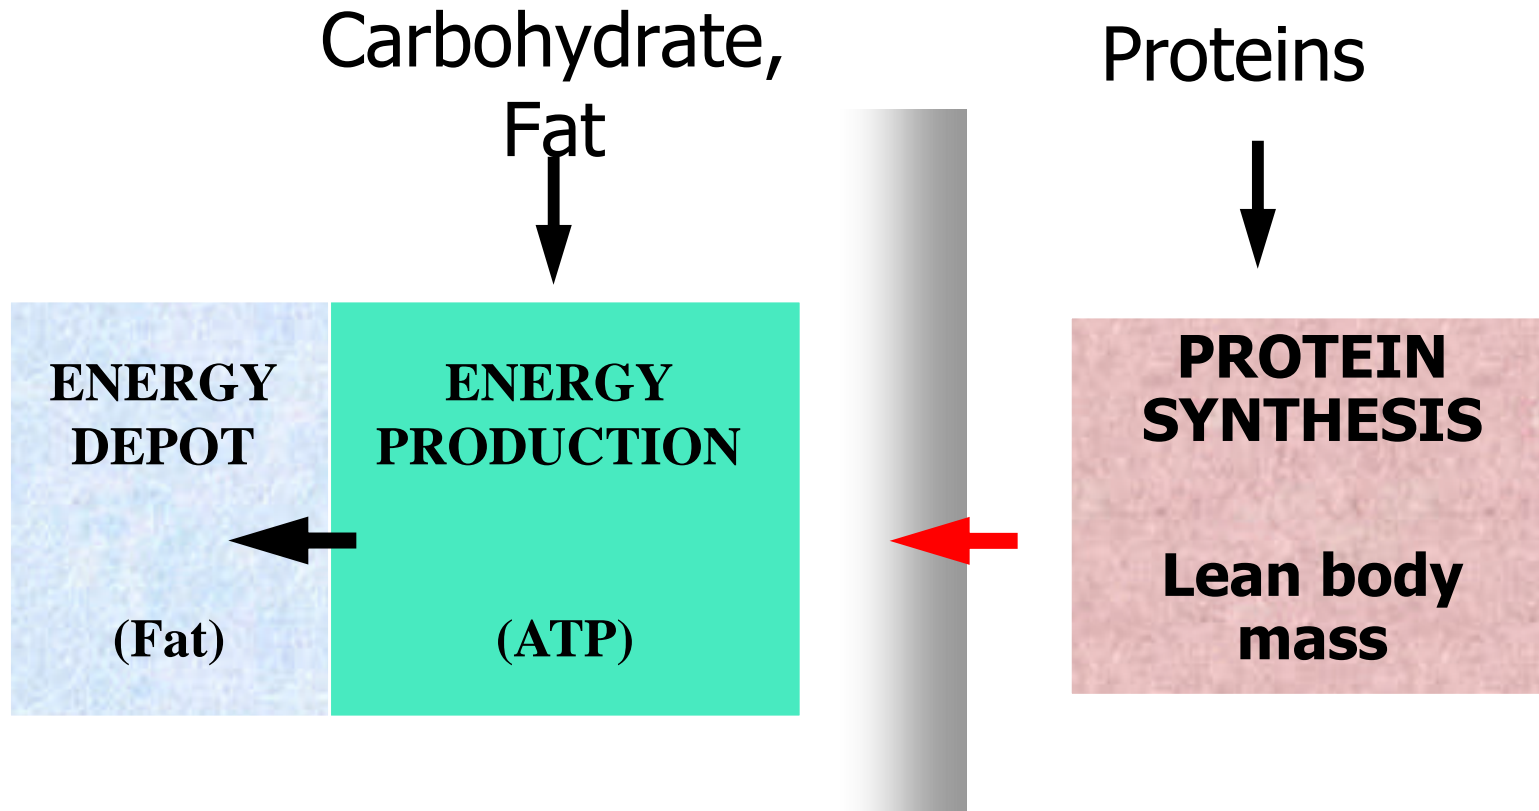 Carbohydrate,
Fat
Proteins
ENERGY
DEPOT
(Fat)
ENERGY
PRODUCTION
(ATP)
PROTEIN
SYNTHESIS
Lean body
mass